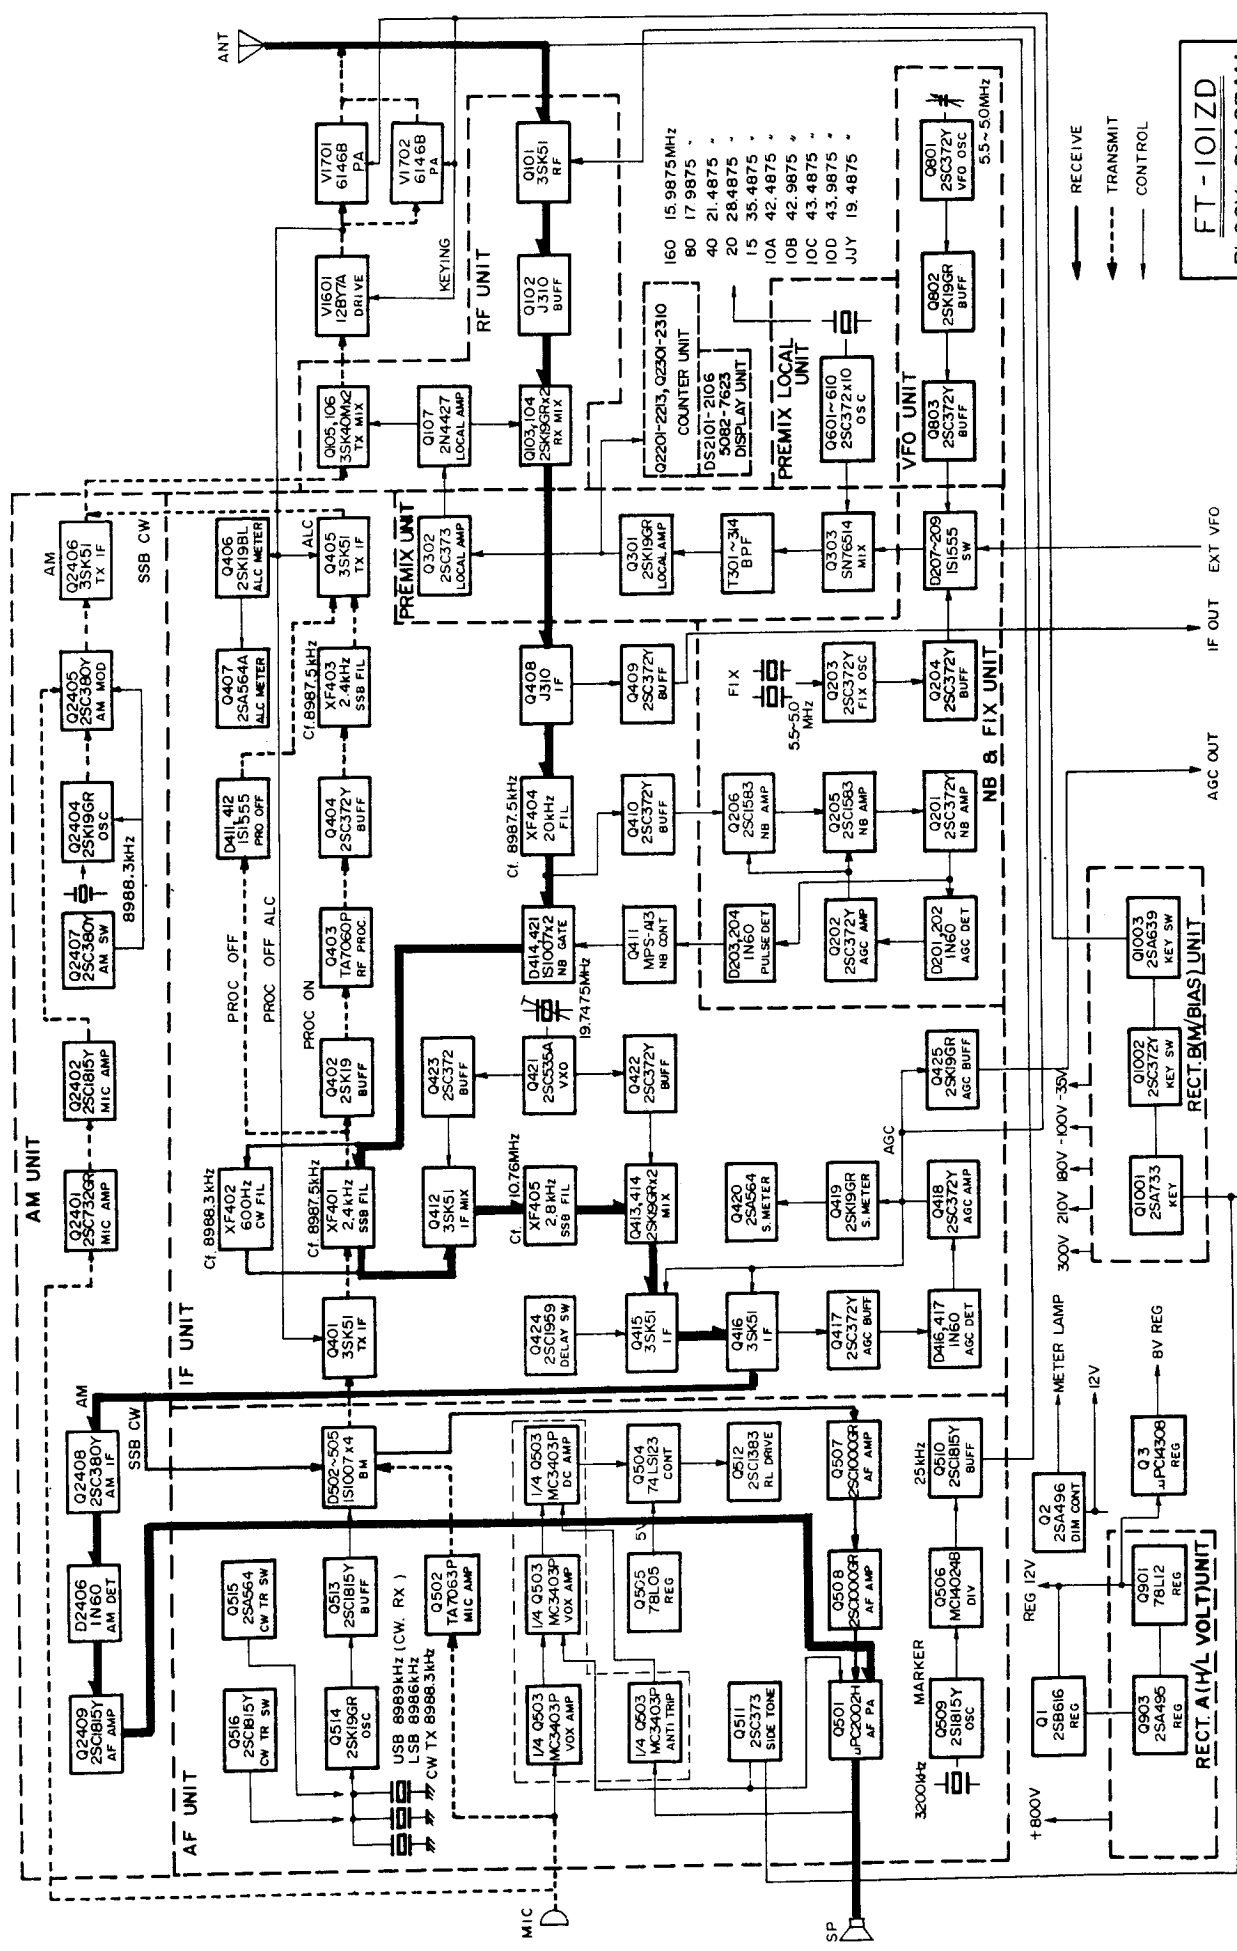 AM UNIT
Q2409
2SC1815Y
AF AMP
D2406
1N60
AM DET
Q2408
2SC380Y
AM IF
AM
SSB CW
Q2401
2SC732GR
MIC AMP
Q2402
2SC1815Y
MIC AMP
Q2407
2SC380Y
AM SW
8988.3kHz
Q2404
2SK19GR
OSC
Q2405
2SC380Y
AM MOD
Q2406
3SK51
TX IF
AM
SSB CW
AF UNIT
Q516
2SC1815Y
CW TR SW
Q515
2SA564
CW TR SW
Q514
2SK19GR
OSC
Q513
2SC1815Y
BUFF
D502~505
1S1007x4
BM
USB 8989kHz (CW. RX)
LSB 8986kHz
CW TX 8988.3kHz
Q502
TA7063P
MIC AMP
1/4 Q503
MC3403P
VOX AMP
1/4 Q503
MC3403P
VOX AMP
1/4 Q503
MC3403P
DC AMP
1/4 Q503
MC3403P
ANTI TRIP
Q505
78L05
REG
5V
Q504
74LS123
CONT
Q512
2SC1383
RL DRIVE
Q511
2SC373
SIDE TONE
Q501
μPC2002H
AF PA
Q508
2SC1000GR
AF AMP
Q507
2SC1000GR
AF AMP
MARKER
3200kHz
Q509
2S1815Y
OSC
Q506
MC14024B
DIV
25kHz
Q510
2SC1815Y
BUFF
MIC
SP
IF UNIT
Q401
3SK51
TX IF
Cf. 8988.3kHz
XF402
600Hz
CW FIL
Cf. 8987.5kHz
XF401
2.4kHz
SSB FIL
Q402
2SK19
BUFF
PROC OFF
PROC OFF ALC
PROC ON
Q403
TA7060P
RF PROC.
D411, 412
1S1555
PRO OFF
Q404
2SC372Y
BUFF
Cf. 8987.5kHz
XF403
2.4kHz
SSB FIL
Q407
2SA564A
ALC METER
Q406
2SK19BL
ALC METER
ALC
Q405
3SK51
TX IF
Q412
3SK51
IF MIX
Q423
2SC372
BUFF
Q421
2SC535A
VXO
19.7475MHz
Q422
2SC372Y
BUFF
Cf. 10.76MHz
XF405
2.8kHz
SSB FIL
Q413, 414
2SK19GRx2
MIX
Q424
2SC1959
DELAY SW
Q415
3SK51
IF
Q416
3SK51
IF
Q417
2SC372Y
AGC BUFF
D416, 417
1N60
AGC DET
Q418
2SC372Y
AGC AMP
Q419
2SK19GR
S. METER
Q420
2SA564
S. METER
AGC
Q425
2SK19GR
AGC BUFF
D414, 421
1S1007x2
NB GATE
Cf. 8987.5kHz
XF404
20kHz
FIL
Q408
J310
IF
Q409
2SC372Y
BUFF
Q410
2SC372Y
BUFF
Q411
MPS-A13
NB CONT
NB & FIX UNIT
D203, 204
1N60
PULSE DET
Q202
2SC372Y
AGC AMP
D201, 202
1N60
AGC DET
Q206
2SC1583
NB AMP
Q205
2SC1583
NB AMP
Q201
2SC372Y
NB AMP
FIX
5.5~5.0
MHz
Q203
2SC372Y
FIX OSC
Q204
2SC372Y
BUFF
PREMIX UNIT
Q302
2SC373
LOCAL AMP
Q301
2SK19GR
LOCAL AMP
T301~314
BPF
Q303
SN76514
MIX
D207~209
1S1555
SW
RF UNIT
Q105, 106
3SK40Mx2
TX MIX
Q107
2N4427
LOCAL AMP
Q103, 104
2SK19GRx2
RX MIX
Q102
J310
BUFF
Q101
3SK51
RF
V1601
12BY7A
DRIVE
KEYING
V1701
6146B
PA
V1702
6146B
PA
ANT
Q2201~2213, Q2301~2310
COUNTER UNIT
DS2101~2106
5082-7623
DISPLAY UNIT
PREMIX LOCAL
UNIT
Q601~610
2SC372x10
OSC
160 15.9875MHz
80 17.9875 "
40 21.4875 "
20 28.4875 "
15 35.4875 "
10A 42.4875 "
10B 42.9875 "
10C 43.4875 "
10D 43.9875 "
JJY 19.4875 "
VFO UNIT
Q803
2SC372Y
BUFF
Q802
2SK19GR
BUFF
Q801
2SC372Y
VFO OSC
5.5~5.0MHz
EXT VFO
IF OUT
AGC OUT
RECT. B(M/BIAS) UNIT
Q1001
2SA733
KEY
Q1002
2SC372Y
KEY SW
Q1003
2SA639
KEY SW
300V 210V 180V -100V -35V
RECT. A (H/L VOLT) UNIT
+800V
Q1
2SB616
REG
Q903
2SA495
REG
Q901
78L12
REG
REG 12V
Q2
2SA496
DIM CONT
METER LAMP
12V
Q3
μPC14308
REG
8V REG
RECEIVE
TRANSMIT
CONTROL
FT-101ZD